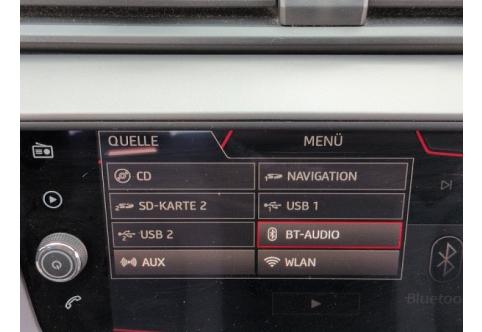 QUELLE MENÜ
CD NAVIGATION
SD-KARTE 2 USB 1
USB 2 BT-AUDIO
AUX WLAN